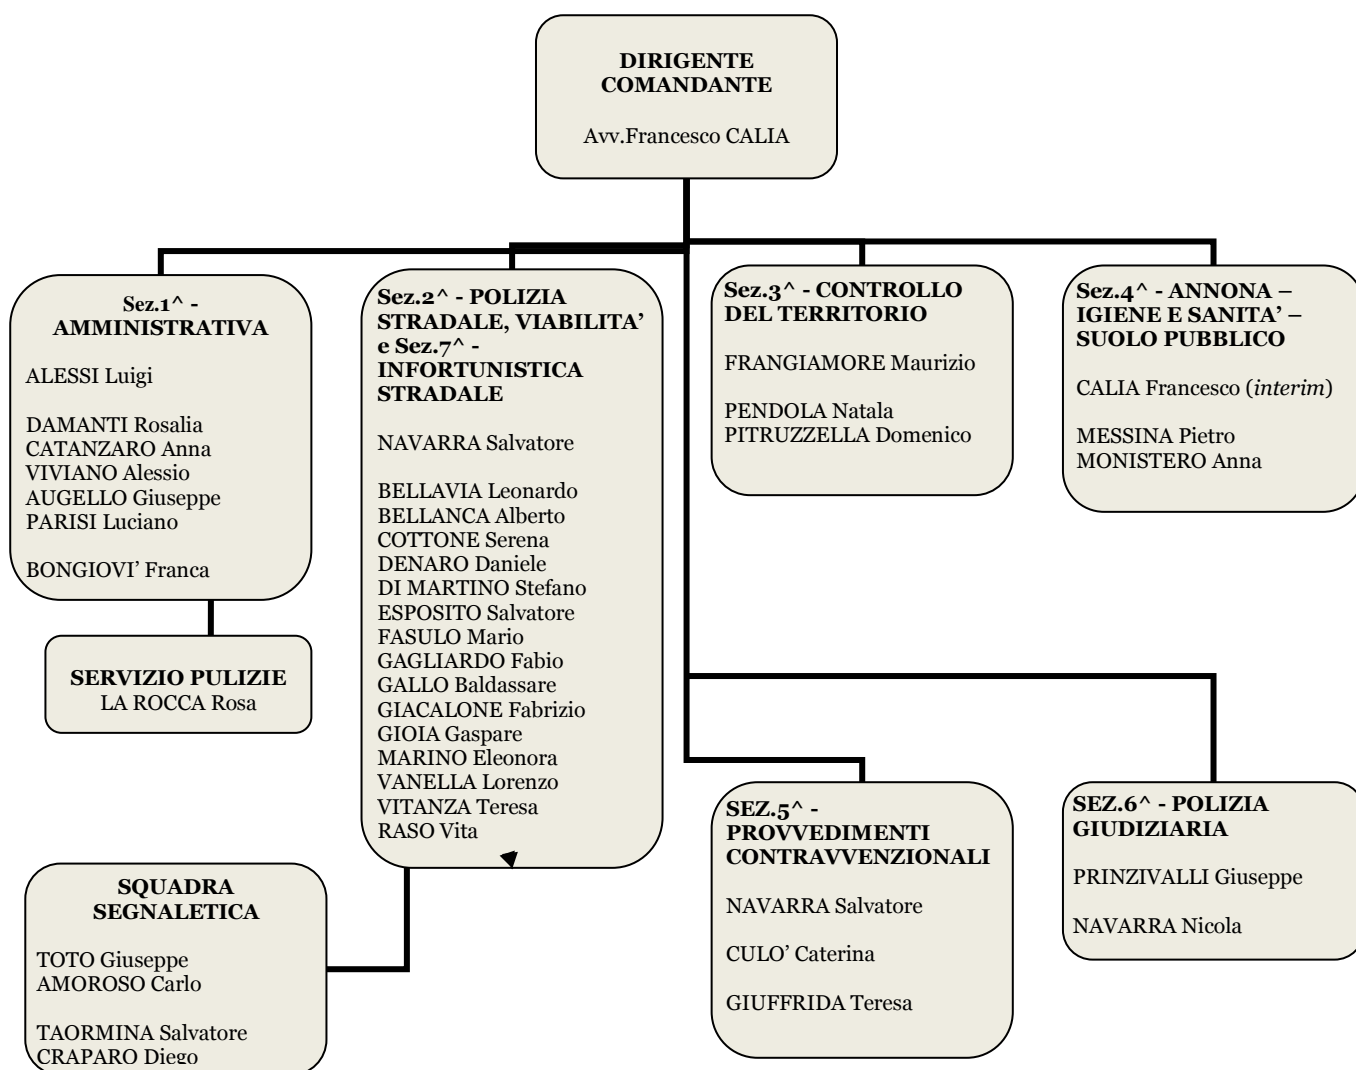 DIRIGENTE
COMANDANTE
Avv.Francesco CALIA
Sez.1^ -
AMMINISTRATIVA
ALESSI Luigi
DAMANTI Rosalia
CATANZARO Anna
VIVIANO Alessio
AUGELLO Giuseppe
PARISI Luciano
BONGIOVI’ Franca
SERVIZIO PULIZIE
LA ROCCA Rosa
Sez.2^ - POLIZIA
STRADALE, VIABILITA’
e Sez.7^ -
INFORTUNISTICA
STRADALE
NAVARRA Salvatore
BELLAVIA Leonardo
BELLANCA Alberto
COTTONE Serena
DENARO Daniele
DI MARTINO Stefano
ESPOSITO Salvatore
FASULO Mario
GAGLIARDO Fabio
GALLO Baldassare
GIACALONE Fabrizio
GIOIA Gaspare
MARINO Eleonora
VANELLA Lorenzo
VITANZA Teresa
RASO Vita
SQUADRA
SEGNALETICA
TOTO Giuseppe
AMOROSO Carlo
TAORMINA Salvatore
CRAPARO Diego
Sez.3^ - CONTROLLO
DEL TERRITORIO
FRANGIAMORE Maurizio
PENDOLA Natala
PITRUZZELLA Domenico
Sez.4^ - ANNONA –
IGIENE E SANITA’ –
SUOLO PUBBLICO
CALIA Francesco (interim)
MESSINA Pietro
MONISTERO Anna
SEZ.5^ -
PROVVEDIMENTI
CONTRAVVENZIONALI
NAVARRA Salvatore
CULO’ Caterina
GIUFFRIDA Teresa
SEZ.6^ - POLIZIA
GIUDIZIARIA
PRINZIVALLI Giuseppe
NAVARRA Nicola